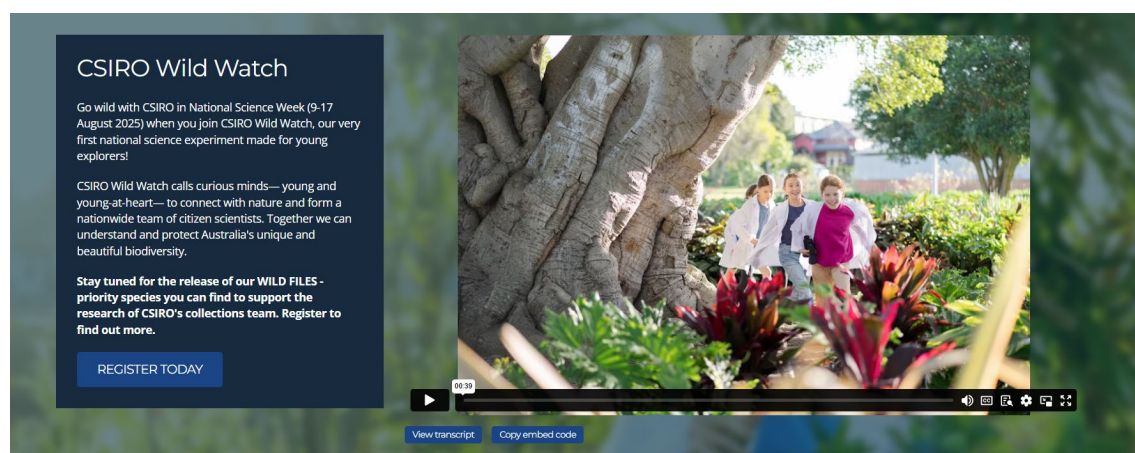 CSIRO Wild Watch
Go wild with CSIRO in National Science Week (9-17
August 2025) when you join CSIRO Wild Watch, our very
first national science experiment made for young
explorers!
CSIRO Wild Watch calls curious minds— young and
young-at-heart— to connect with nature and form a
nationwide team of citizen scientists. Together we can
understand and protect Australia's unique and
beautiful biodiversity.
Stay tuned for the release of our WILD FILES -
priority species you can find to support the
research of CSIRO's collections team. Register to
find out more.
REGISTER TODAY
00:39
CC
View transcript
Copy embed code